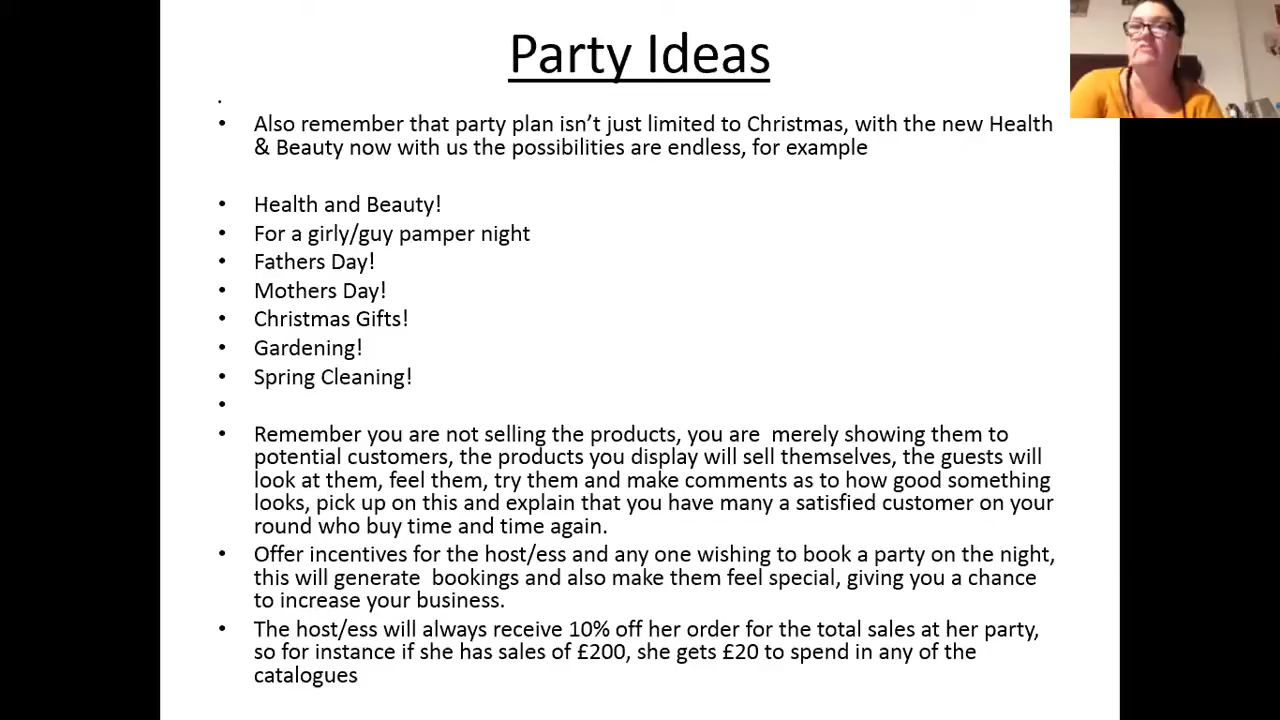 Party Ideas
•
• Also remember that party plan isn’t just limited to Christmas, with the new Health
& Beauty now with us the possibilities are endless, for example
• Health and Beauty!
• For a girly/guy pamper night
• Fathers Day!
• Mothers Day!
• Christmas Gifts!
• Gardening!
• Spring Cleaning!
•
• Remember you are not selling the products, you are  merely showing them to
potential customers, the products you display will sell themselves, the guests will
look at them, feel them, try them and make comments as to how good something
looks, pick up on this and explain that you have many a satisfied customer on your
round who buy time and time again.
• Offer incentives for the host/ess and any one wishing to book a party on the night,
this will generate  bookings and also make them feel special, giving you a chance
to increase your business.
• The host/ess will always receive 10% off her order for the total sales at her party,
so for instance if she has sales of £200, she gets £20 to spend in any of the
catalogues